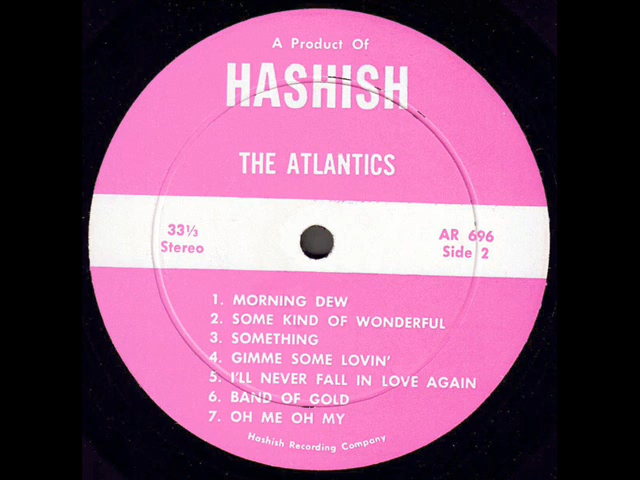 A Product Of
HASHISH
THE ATLANTICS
33⅓
Stereo
AR 696
Side 2
1. MORNING DEW
2. SOME KIND OF WONDERFUL
3. SOMETHING
4. GIMME SOME LOVIN'
5. I'LL NEVER FALL IN LOVE AGAIN
6. BAND OF GOLD
7. OH ME OH MY
Hashish Recording Company